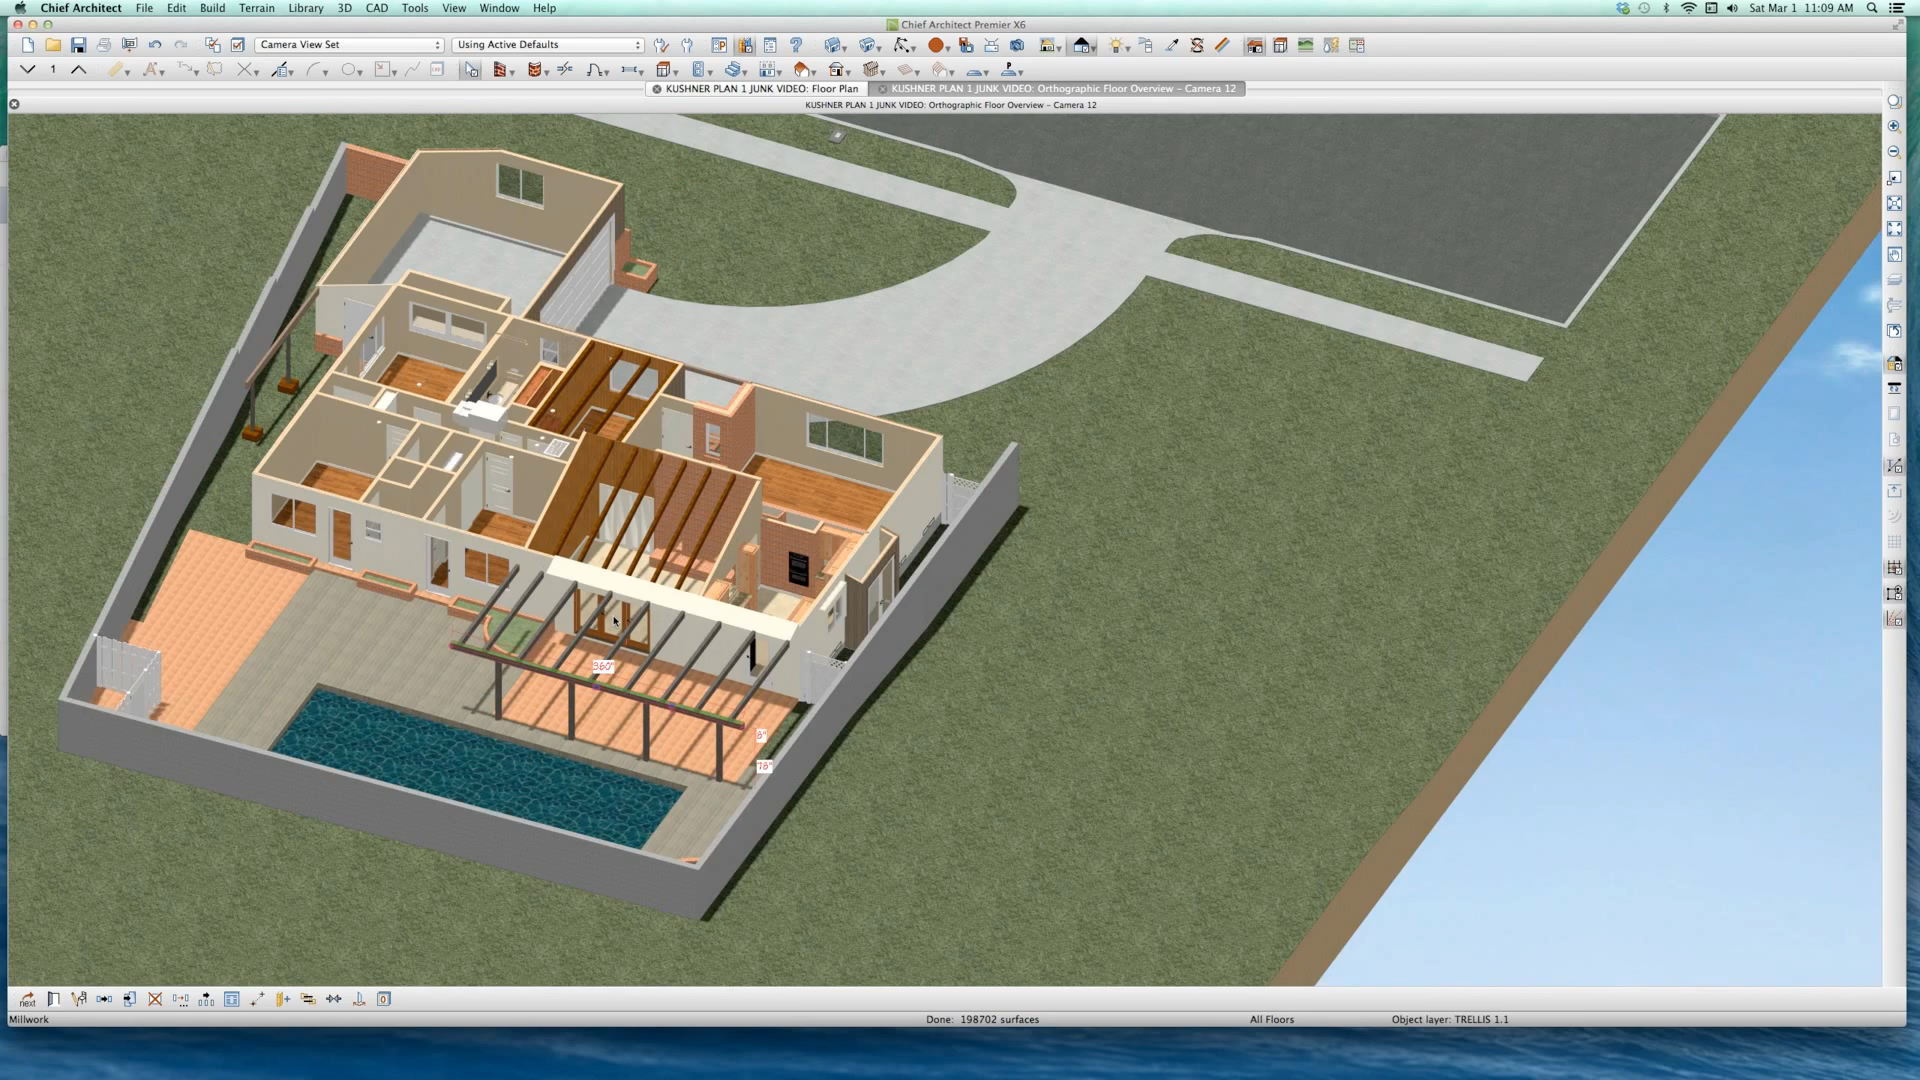 Chief Architect File Edit Build Terrain Library 3D CAD Tools View Window Help Sat Mar 1 11:09 AM
Chief Architect Premier X6
Camera View Set Using Active Defaults
1
KUSHNER PLAN 1 JUNK VIDEO: Floor Plan KUSHNER PLAN 1 JUNK VIDEO: Orthographic Floor Overview - Camera 12
KUSHNER PLAN 1 JUNK VIDEO: Orthographic Floor Overview - Camera 12
360"
8"
78"
next
Millwork Done: 198702 surfaces All Floors Object layer: TRELLIS 1.1